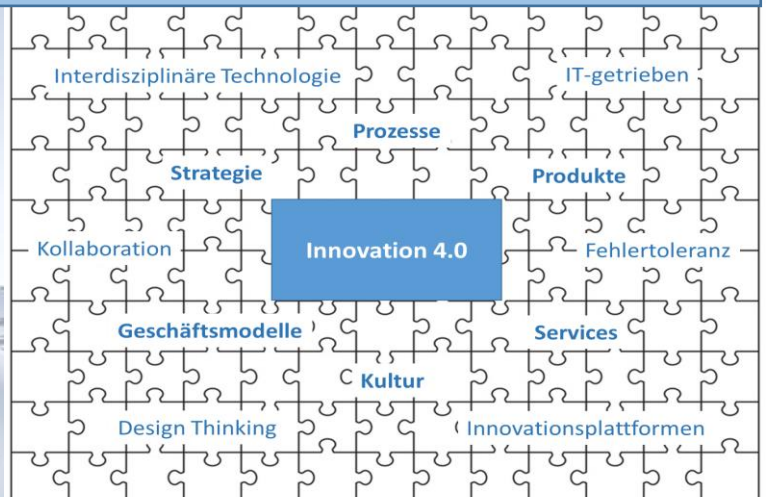 Interdisziplinäre Technologie
IT-getrieben
Prozesse
Strategie
Produkte
Kollaboration
Innovation 4.0
Fehlertoleranz
Geschäftsmodelle
Services
Kultur
Design Thinking
Innovationsplattformen